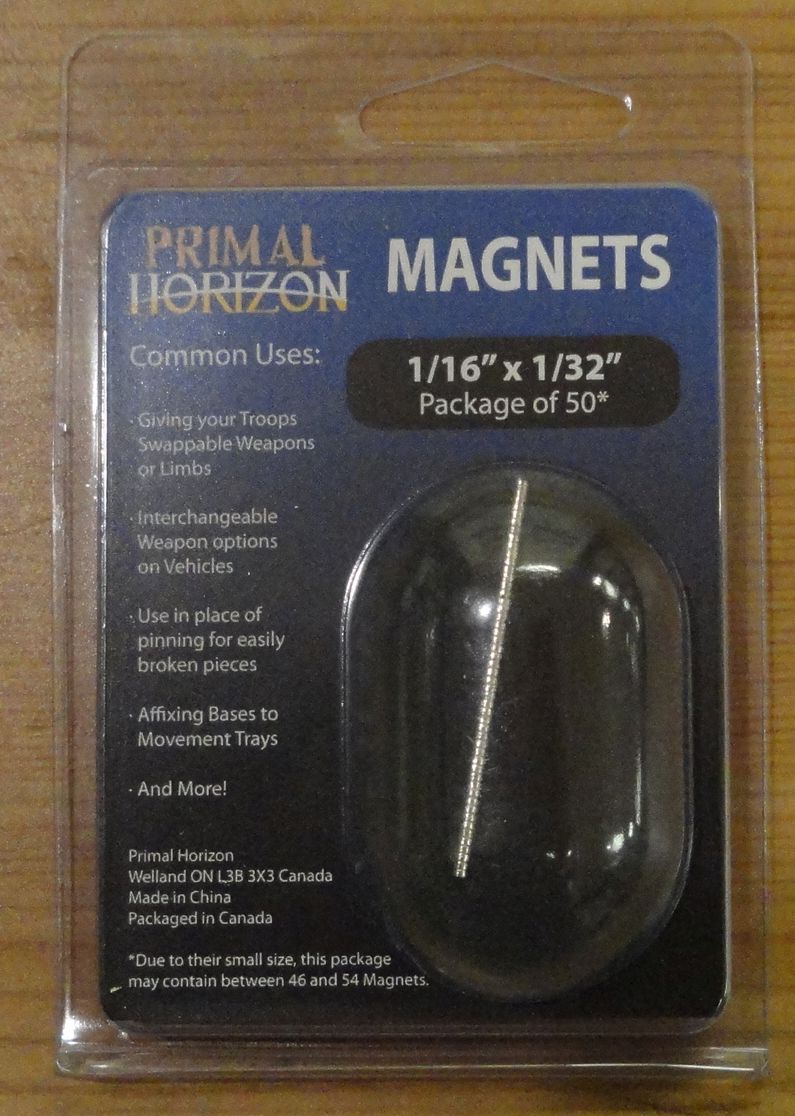 PRIMAL
HORIZON
MAGNETS
1/16” x 1/32”
Package of 50*
Common Uses:
· Giving your Troops
Swappable Weapons
or Limbs
· Interchangeable
Weapon options
on Vehicles
· Use in place of
pinning for easily
broken pieces
· Affixing Bases to
Movement Trays
· And More!
Primal Horizon
Welland ON L3B 3X3 Canada
Made in China
Packaged in Canada
*Due to their small size, this package
may contain between 46 and 54 Magnets.